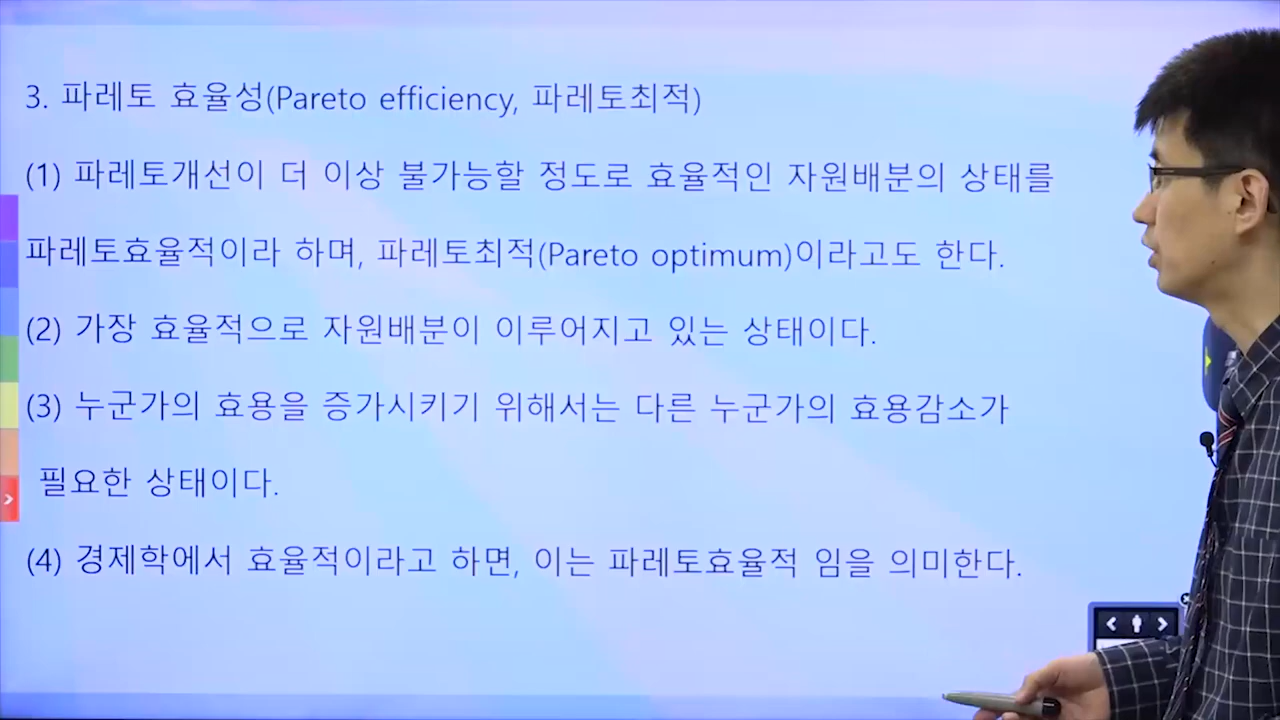 3. 파레토 효율성(Pareto efficiency, 파레토최적)
(1) 파레토개선이 더 이상 불가능할 정도로 효율적인 자원배분의 상태를
파레토효율적이라 하며, 파레토최적(Pareto optimum)이라고도 한다.
(2) 가장 효율적으로 자원배분이 이루어지고 있는 상태이다.
(3) 누군가의 효용을 증가시키기 위해서는 다른 누군가의 효용감소가
필요한 상태이다.
(4) 경제학에서 효율적이라고 하면, 이는 파레토효율적 임을 의미한다.